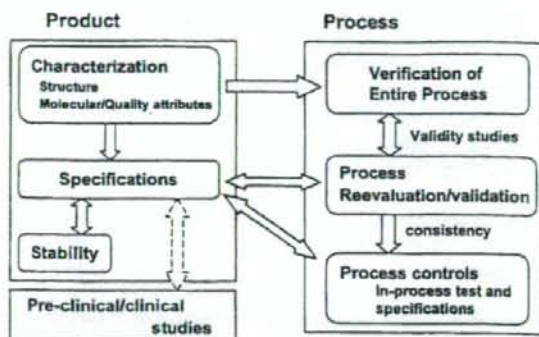 Product
Characterization
Structure
Molecular/Quality attributes
Specifications
Stability
Pre-clinical/clinical
studies
Process
Verification of
Entire Process
Validity studies
Process
Reevaluation/validation
consistency
Process controls
In-process test and
specifications